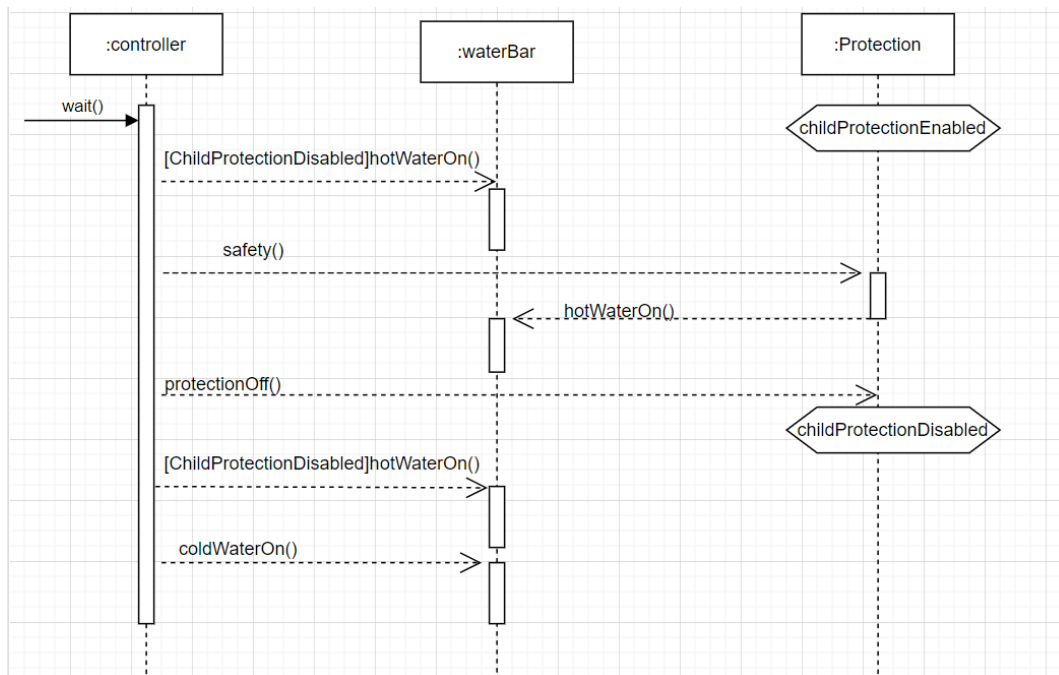 :controller
:waterBar
:Protection
wait()
childProtectionEnabled
[ChildProtectionDisabled]hotWaterOn()
safety()
hotWaterOn()
protectionOff()
childProtectionDisabled
[ChildProtectionDisabled]hotWaterOn()
coldWaterOn()